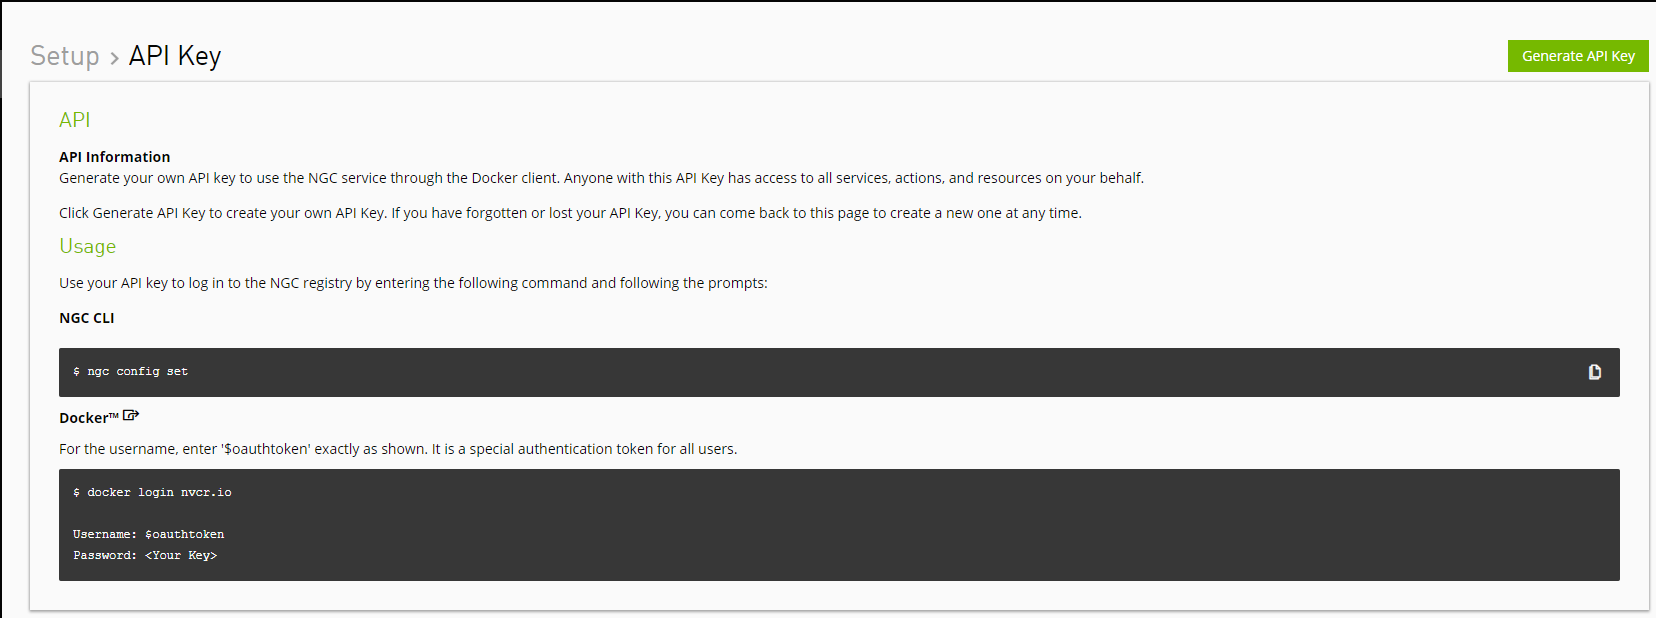 Setup > API Key
Generate API Key
API
API Information
Generate your own API key to use the NGC service through the Docker client. Anyone with this API Key has access to all services, actions, and resources on your behalf.
Click Generate API Key to create your own API Key. If you have forgotten or lost your API Key, you can come back to this page to create a new one at any time.
Usage
Use your API key to log in to the NGC registry by entering the following command and following the prompts:
NGC CLI
$ ngc config set
Docker™
For the username, enter '$oauthtoken' exactly as shown. It is a special authentication token for all users.
$ docker login nvcr.io
Username: $oauthtoken
Password: <Your Key>